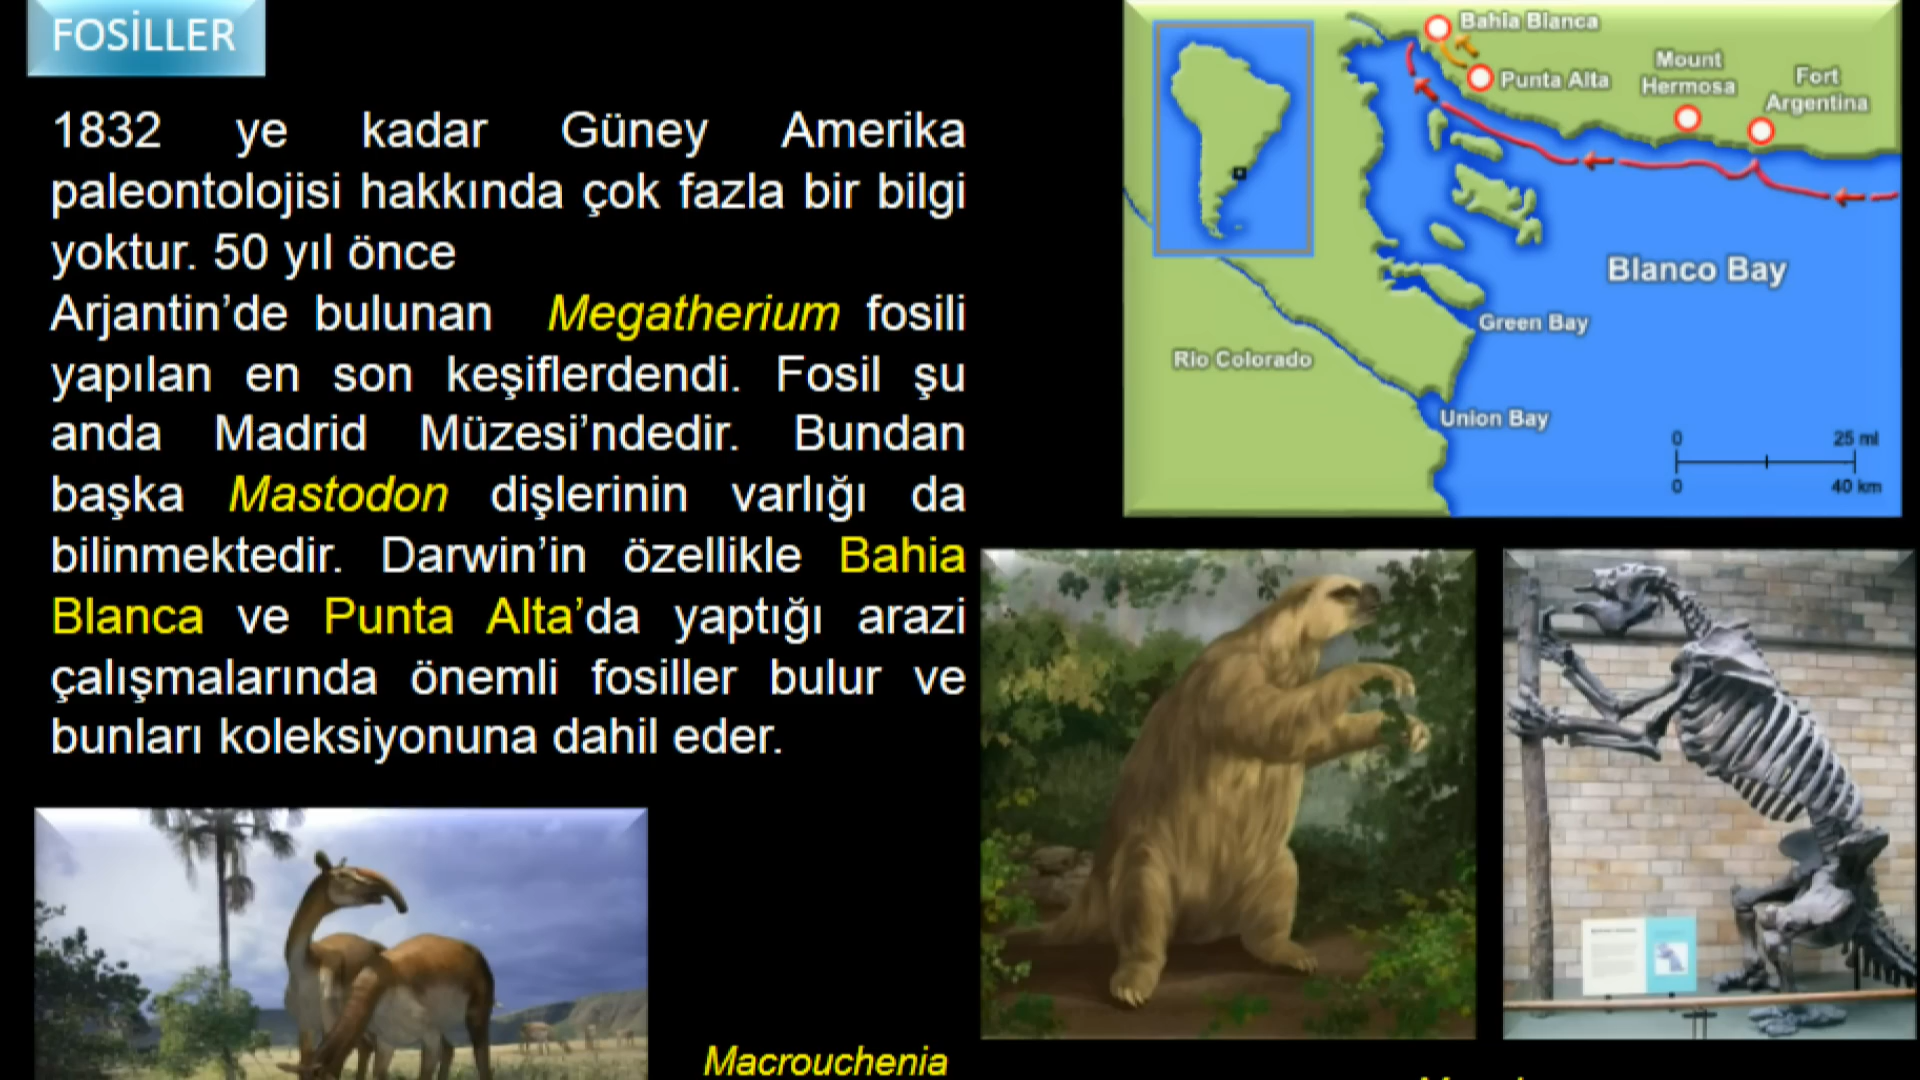 FOSİLLER
1832 ye kadar Güney Amerika
paleontolojisi hakkında çok fazla bir bilgi
yoktur. 50 yıl önce
Arjantin’de bulunan Megatherium fosili
yapılan en son keşiflerdendi. Fosil şu
anda Madrid Müzesi’ndedir. Bundan
başka Mastodon dişlerinin varlığı da
bilinmektedir. Darwin’in özellikle Bahia
Blanca ve Punta Alta’da yaptığı arazi
çalışmalarında önemli fosiller bulur ve
bunları koleksiyonuna dahil eder.
Bahia Blanca
Punta Alta
Mount
Hermosa
Fort
Argentina
Blanco Bay
Green Bay
Rio Colorado
Union Bay
0 25 ml
0 40 km
Macrouchenia